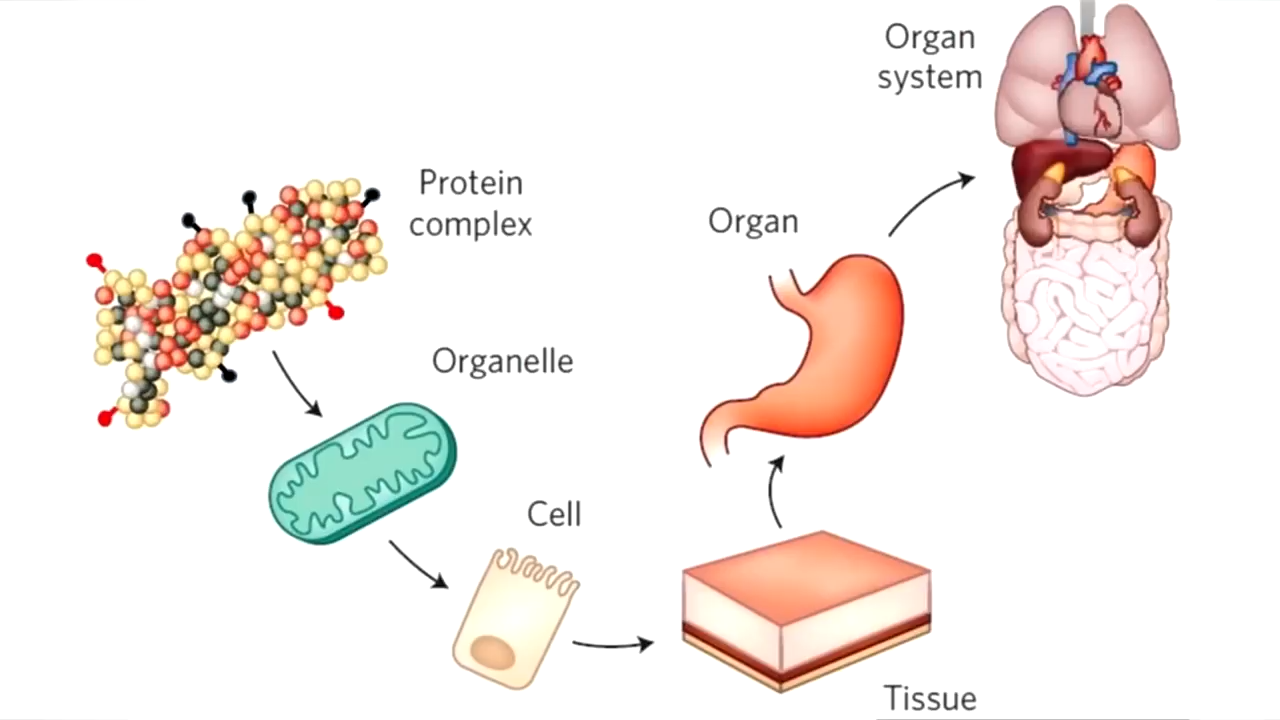 Protein
complex
Organelle
Cell
Tissue
Organ
Organ
system